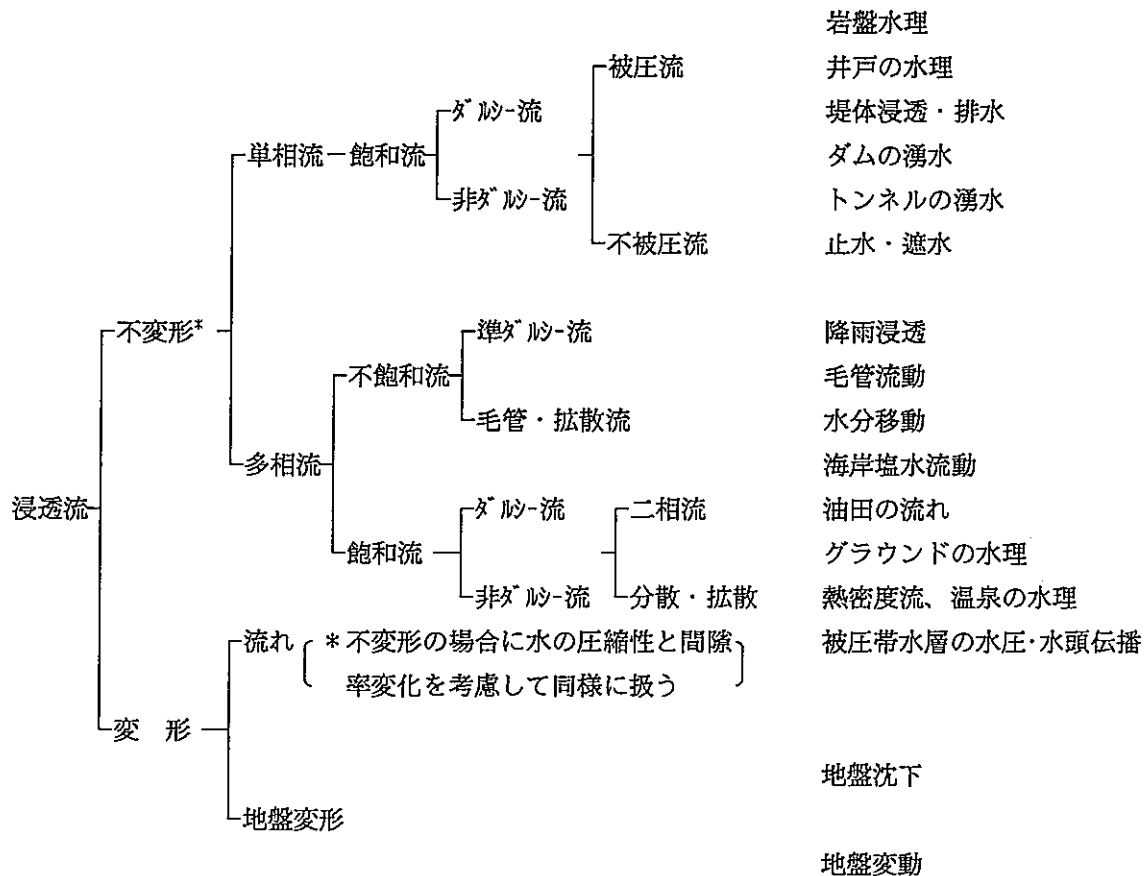 岩盤水理
被圧流 井戸の水理
ダルシー流 堤体浸透・排水
単相流 飽和流 ダムの湧水
非ダルシー流 トンネルの湧水
不被圧流 止水・遮水
不変形* 準ダルシー流 降雨浸透
不飽和流 毛管流動
毛管・拡散流 水分移動
多相流 海岸塩水流動
浸透流 ダルシー流 二相流 油田の流れ
飽和流 グラウンドの水理
非ダルシー流 分散・拡散 熱密度流、温泉の水理
流れ *不変形の場合に水の圧縮性と間隙 被圧帯水層の水圧・水頭伝播
率変化を考慮して同様に扱う
変 形
地盤沈下
地盤変形
地盤変動